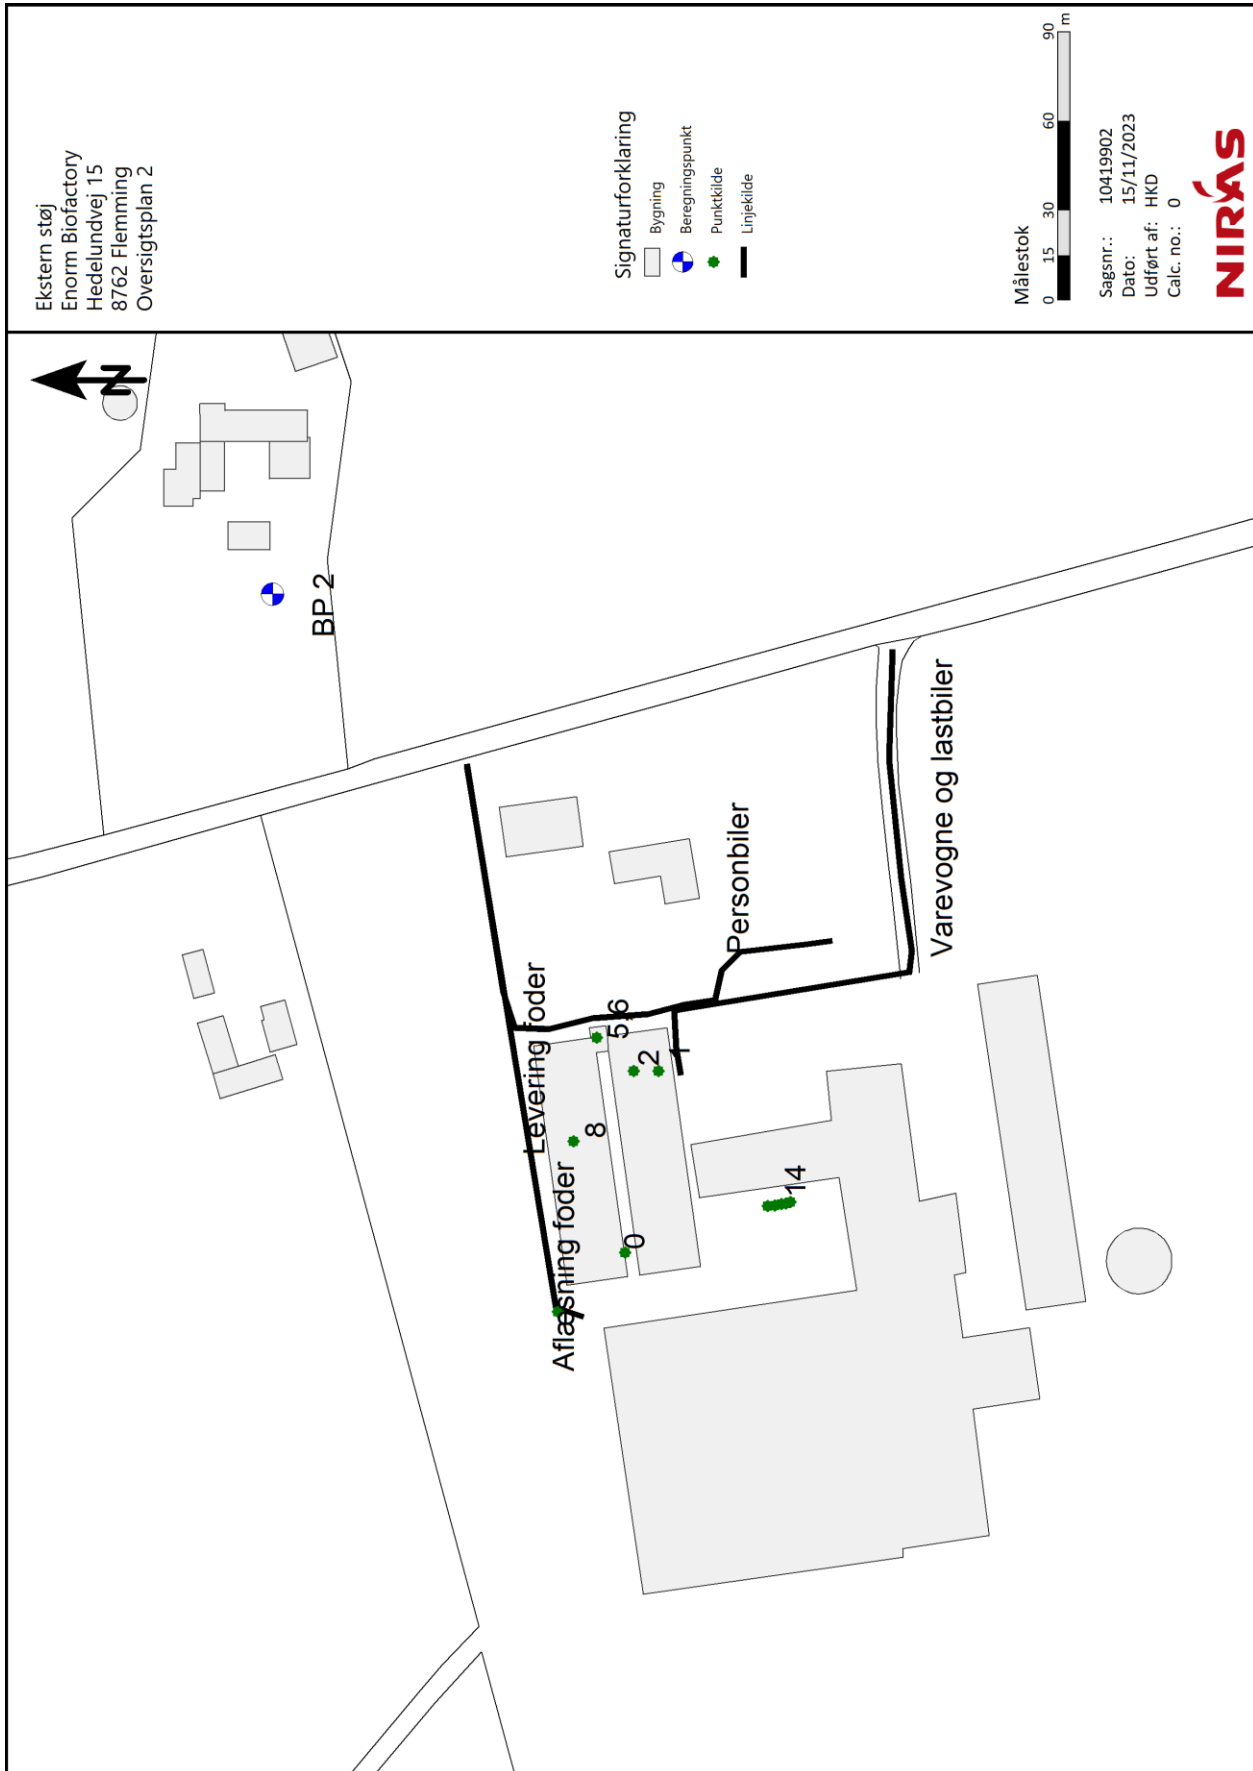 Ekstern støj
Enorm Biofactory
Hedelundvej 15
8762 Flemming
Oversigtsplan 2
Signaturforklaring
Bygning
Beregningspunkt
Punktkilde
Linjekilde
Målestok
0 15 30 60 90
m
Sagsnr.: 10419902
Dato: 15/11/2023
Udført af: HKD
Calc. no.: 0
NIRAS
N
BP 2
Varevogne og lastbiler
Personbiler
Levering foder
Aflæsning foder
5,6
2
1
8
14
0